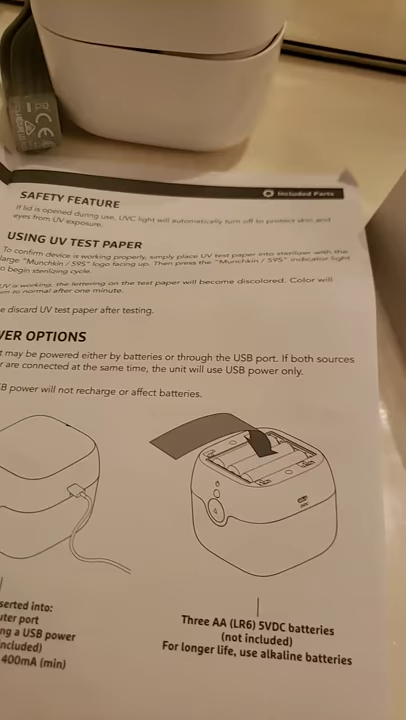 Included Parts
SAFETY FEATURE
If lid is opened during use, UVC light will automatically turn off to protect skin and
eyes from UV exposure.
USING UV TEST PAPER
To confirm device is working properly, simply place UV test paper into sterilizer with the
large "Munchkin / 59S" logo facing up. Then press the "Munchkin / 59S" indicator light
to begin sterilizing cycle.
UV is working, the lettering on the test paper will become discolored. Color will
to normal after one minute.
e discard UV test paper after testing.
VER OPTIONS
t may be powered either by batteries or through the USB port. If both sources
r are connected at the same time, the unit will use USB power only.
SB power will not recharge or affect batteries.
serted into:
uter port
ng a USB power
ncluded)
400mA (min)
Three AA (LR6) 5VDC batteries
(not included)
For longer life, use alkaline batteries
CE